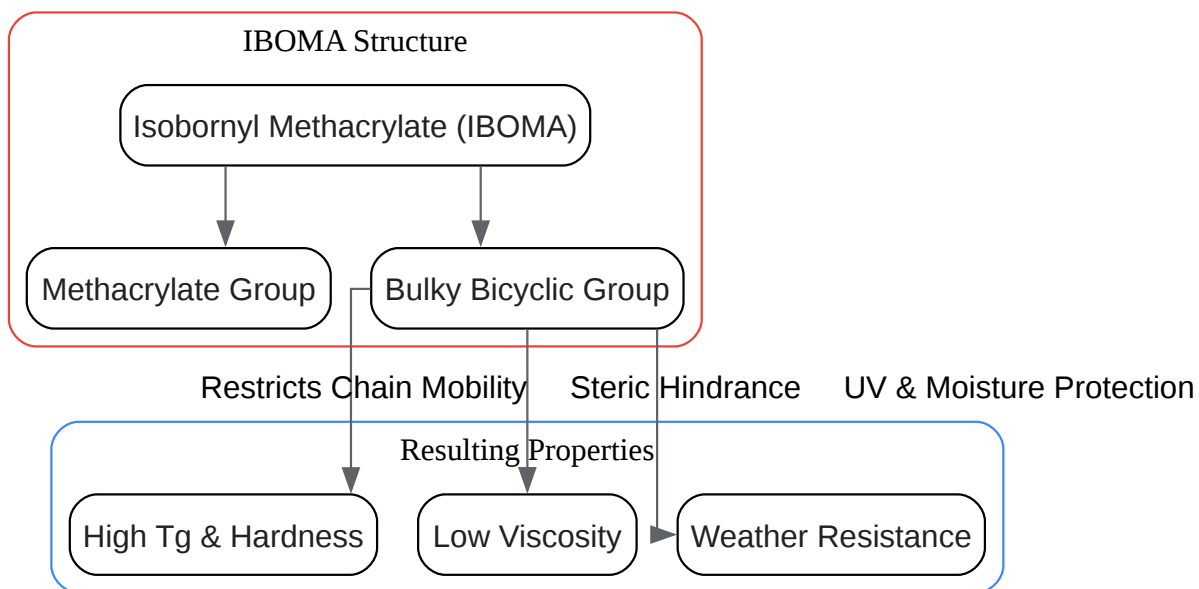 IBOMA Structure
Isobornyl Methacrylate (IBOMA)
Methacrylate Group
Bulky Bicyclic Group
Restricts Chain Mobility
Steric Hindrance
UV & Moisture Protection
Resulting Properties
High Tg & Hardness
Low Viscosity
Weather Resistance